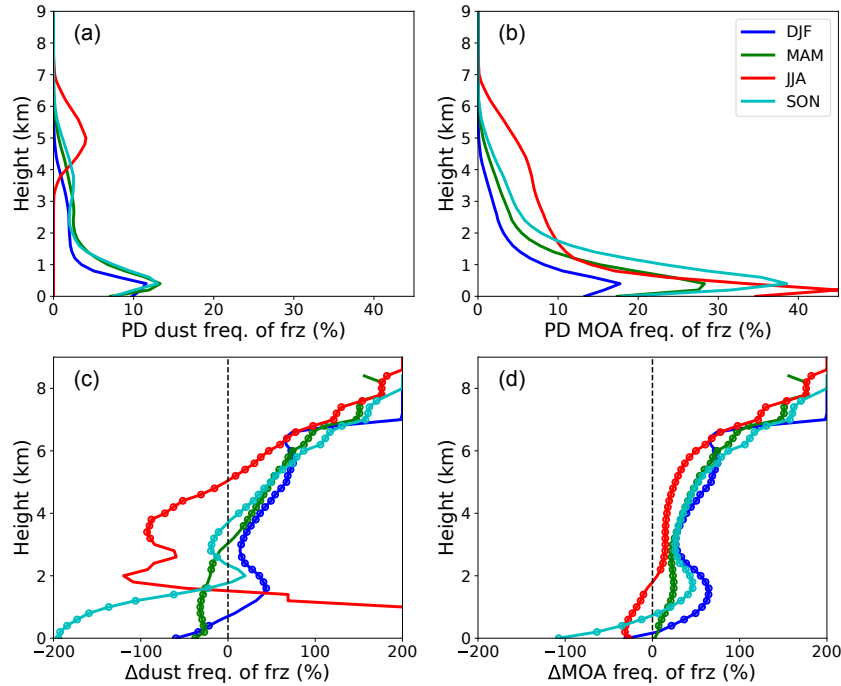 (a)
Height (km)
9
8
7
6
5
4
3
2
1
0
0 10 20 30 40
PD dust freq. of frz (%)
(b)
DJF
MAM
JJA
SON
Height (km)
9
8
7
6
5
4
3
2
1
0
0 10 20 30 40
PD MOA freq. of frz (%)
(c)
Height (km)
8
6
4
2
0
−200 −100 0 100 200
Δdust freq. of frz (%)
(d)
Height (km)
8
6
4
2
0
−200 −100 0 100 200
ΔMOA freq. of frz (%)